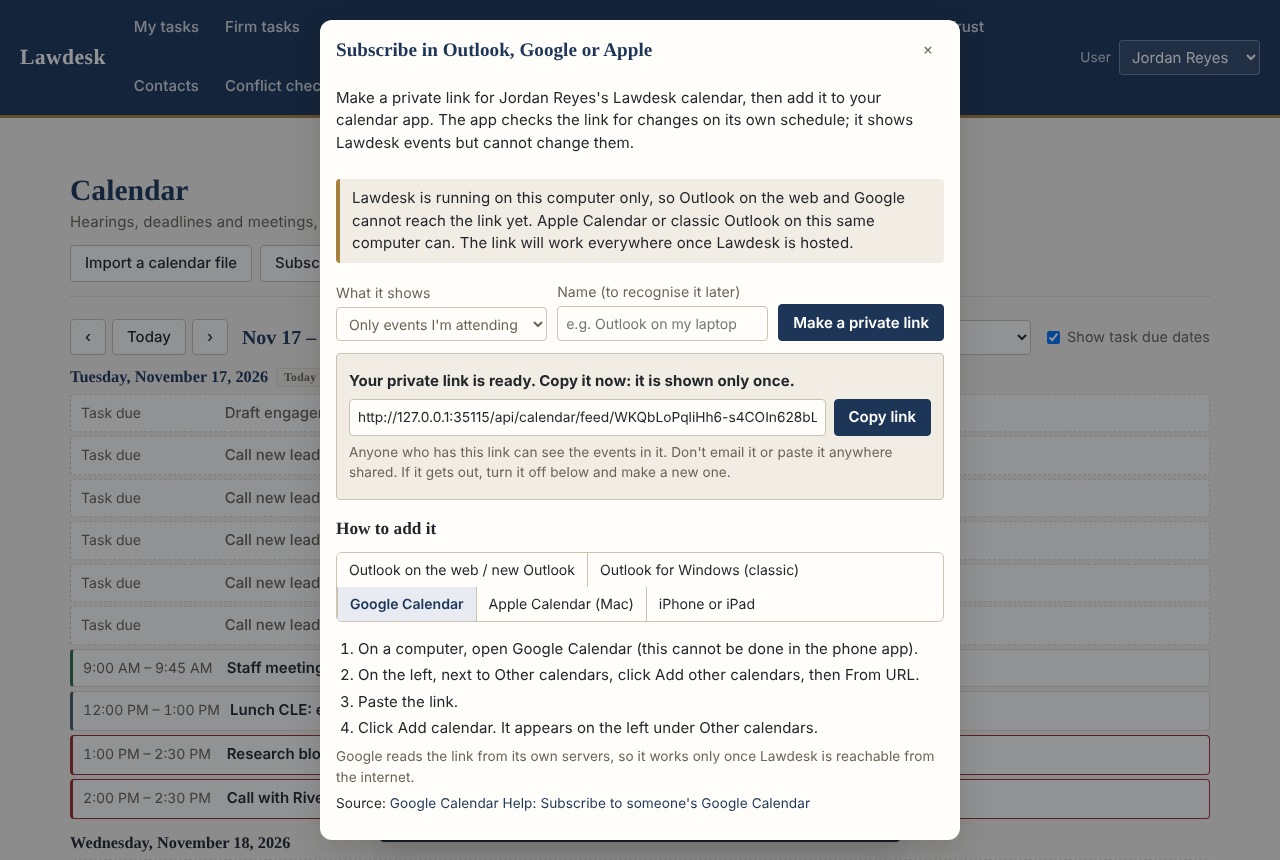 My tasks
Firm tasks
Lawdesk
Contacts
User
Jordan Reyes
Subscribe in Outlook, Google or Apple
×
Make a private link for Jordan Reyes's Lawdesk calendar, then add it to your
calendar app. The app checks the link for changes on its own schedule; it shows
Lawdesk events but cannot change them.
Lawdesk is running on this computer only, so Outlook on the web and Google
cannot reach the link yet. Apple Calendar or classic Outlook on this same
computer can. The link will work everywhere once Lawdesk is hosted.
What it shows
Name (to recognise it later)
Only events I'm attending
e.g. Outlook on my laptop
Make a private link
Your private link is ready. Copy it now: it is shown only once.
http://127.0.0.1:35115/api/calendar/feed/WKQbLoPqIiHh6-s4COIn628bL
Copy link
Anyone who has this link can see the events in it. Don't email it or paste it anywhere
shared. If it gets out, turn it off below and make a new one.
How to add it
Outlook on the web / new Outlook
Outlook for Windows (classic)
Google Calendar
Apple Calendar (Mac)
iPhone or iPad
1. On a computer, open Google Calendar (this cannot be done in the phone app).
2. On the left, next to Other calendars, click Add other calendars, then From URL.
3. Paste the link.
4. Click Add calendar. It appears on the left under Other calendars.
Google reads the link from its own servers, so it works only once Lawdesk is reachable from
the internet.
Source: Google Calendar Help: Subscribe to someone's Google Calendar
Calendar
Hearings, deadlines and meetings,
Import a calendar file
‹
Today
›
Nov 17 –
Show task due dates
Tuesday, November 17, 2026
Today
Task due
Draft
Task due
Call new lead
Task due
Call new lead
Task due
Call new lead
Task due
Call new lead
Task due
Call new lead
9:00 AM – 9:45 AM
Staff meeting
12:00 PM – 1:00 PM
Lunch CLE:
1:00 PM – 2:30 PM
Research
2:00 PM – 2:30 PM
Call with
Wednesday, November 18, 2026